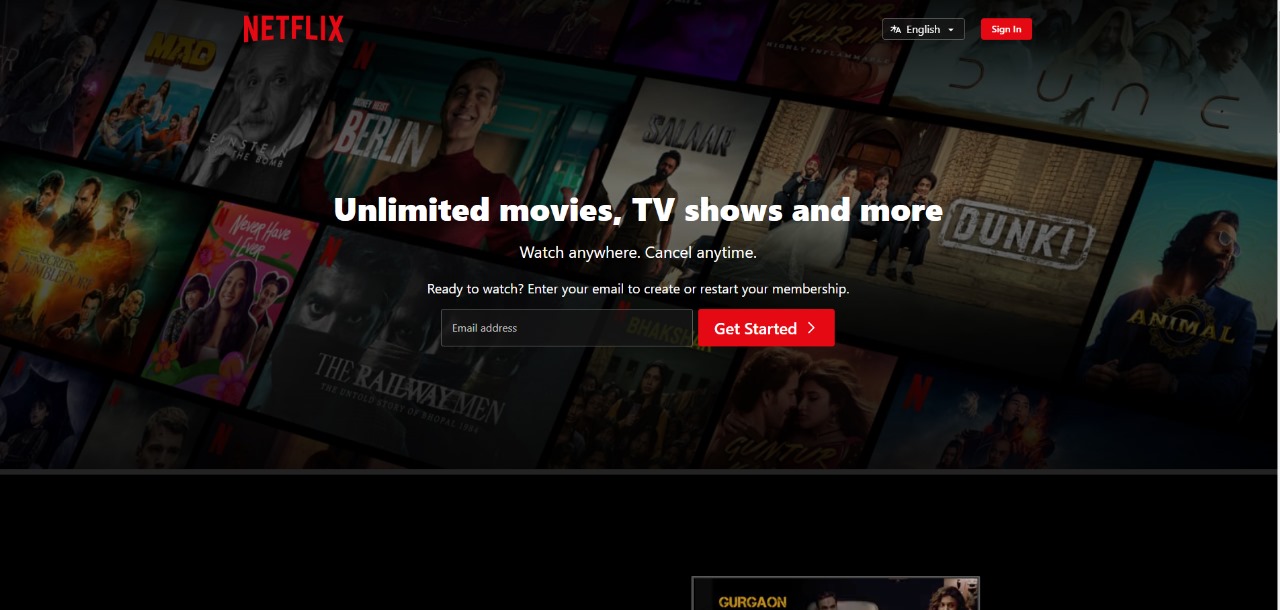 NETFLIX
English
Sign In
MAD
GUNTUR
KAARAM
HIGHLY INFLAMMABLE
DUNE
EINSTEIN
AND THE BOMB
MONEY HEIST
BERLIN
SALAAR
Unlimited movies, TV shows and more
DUNKI
Never Have
I Ever
SECRETS
DUMBLEDORE
Watch anywhere. Cancel anytime.
Ready to watch? Enter your email to create or restart your membership.
Email address
Get Started
BHAKSHAK
ANIMAL
THE RAILWAY MEN
THE UNTOLD STORY OF BHOPAL 1984
GUNTUR
GURGAON